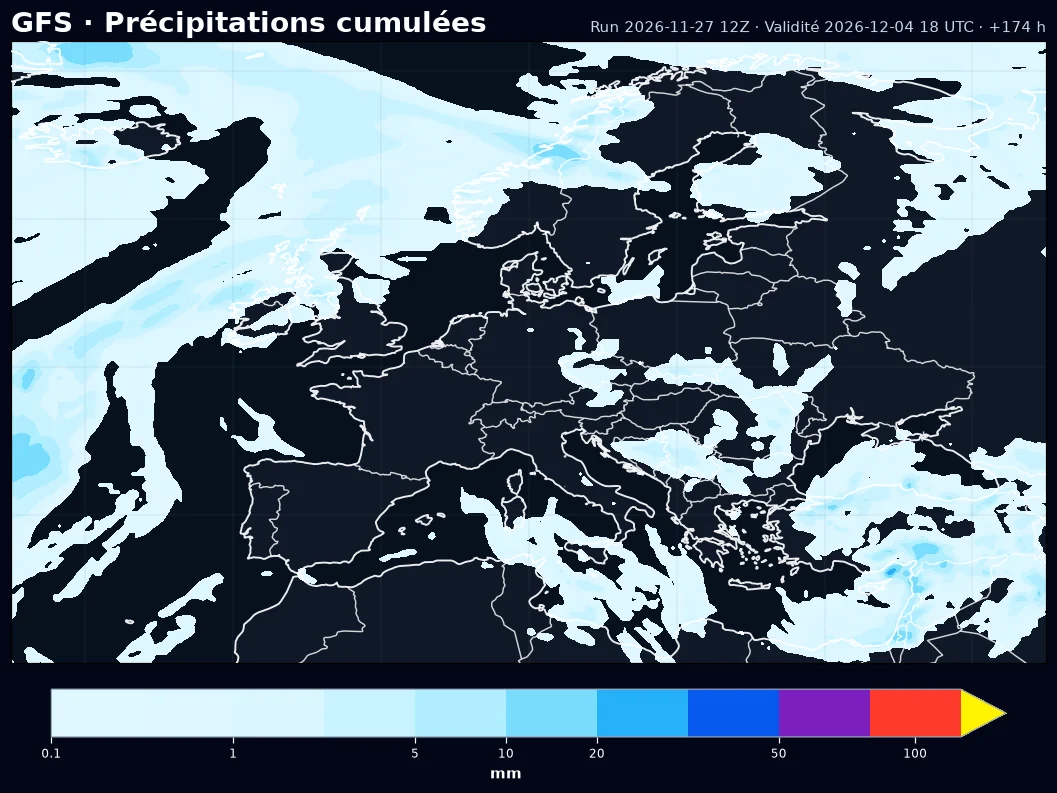 GFS · Précipitations cumulées
Run 2026-11-27 12Z · Validité 2026-12-04 18 UTC · +174 h
0.1 1 5 10 20 50 100
mm